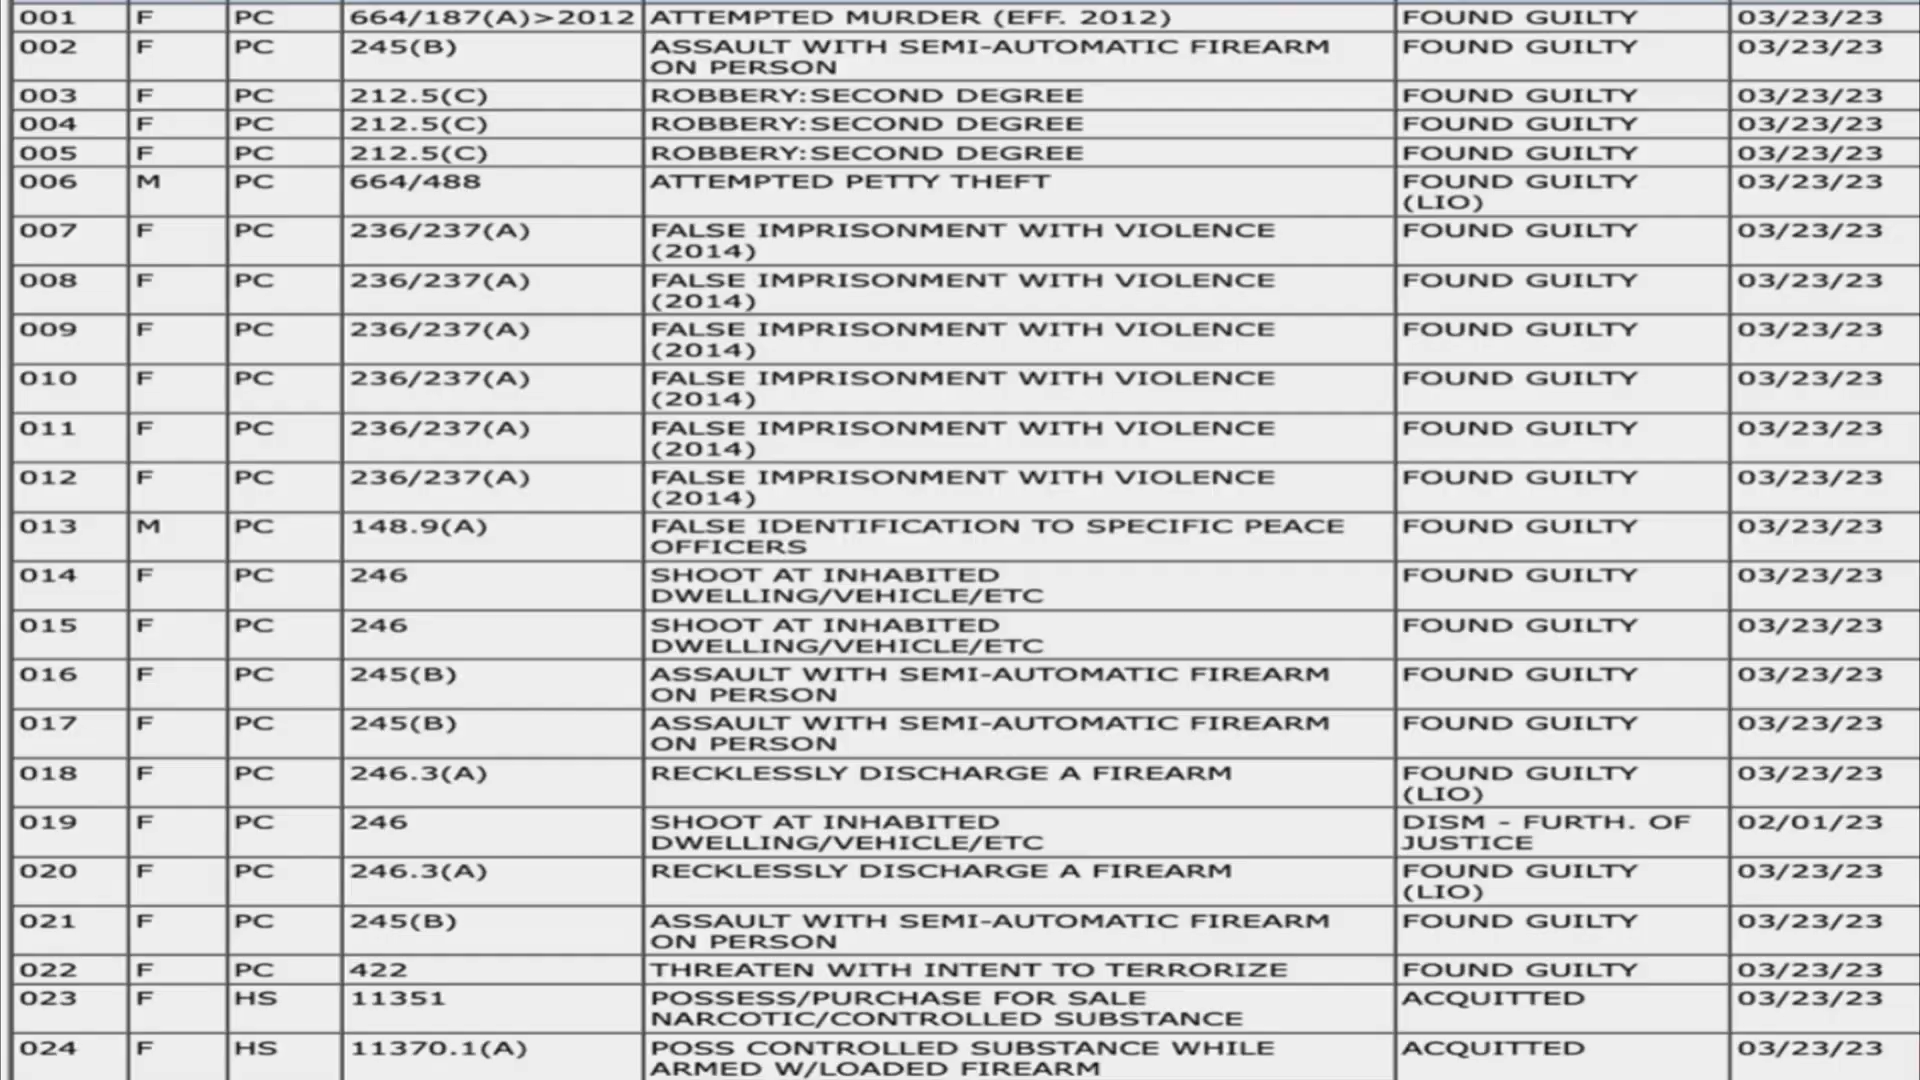 001 F PC 664/187(A)>2012 ATTEMPTED MURDER (EFF. 2012) FOUND GUILTY 03/23/23
002 F PC 245(B) ASSAULT WITH SEMI-AUTOMATIC FIREARM FOUND GUILTY 03/23/23
ON PERSON
003 F PC 212.5(C) ROBBERY:SECOND DEGREE FOUND GUILTY 03/23/23
004 F PC 212.5(C) ROBBERY:SECOND DEGREE FOUND GUILTY 03/23/23
005 F PC 212.5(C) ROBBERY:SECOND DEGREE FOUND GUILTY 03/23/23
006 M PC 664/488 ATTEMPTED PETTY THEFT FOUND GUILTY 03/23/23
(LIO)
007 F PC 236/237(A) FALSE IMPRISONMENT WITH VIOLENCE FOUND GUILTY 03/23/23
(2014)
008 F PC 236/237(A) FALSE IMPRISONMENT WITH VIOLENCE FOUND GUILTY 03/23/23
(2014)
009 F PC 236/237(A) FALSE IMPRISONMENT WITH VIOLENCE FOUND GUILTY 03/23/23
(2014)
010 F PC 236/237(A) FALSE IMPRISONMENT WITH VIOLENCE FOUND GUILTY 03/23/23
(2014)
011 F PC 236/237(A) FALSE IMPRISONMENT WITH VIOLENCE FOUND GUILTY 03/23/23
(2014)
012 F PC 236/237(A) FALSE IMPRISONMENT WITH VIOLENCE FOUND GUILTY 03/23/23
(2014)
013 M PC 148.9(A) FALSE IDENTIFICATION TO SPECIFIC PEACE FOUND GUILTY 03/23/23
OFFICERS
014 F PC 246 SHOOT AT INHABITED FOUND GUILTY 03/23/23
DWELLING/VEHICLE/ETC
015 F PC 246 SHOOT AT INHABITED FOUND GUILTY 03/23/23
DWELLING/VEHICLE/ETC
016 F PC 245(B) ASSAULT WITH SEMI-AUTOMATIC FIREARM FOUND GUILTY 03/23/23
ON PERSON
017 F PC 245(B) ASSAULT WITH SEMI-AUTOMATIC FIREARM FOUND GUILTY 03/23/23
ON PERSON
018 F PC 246.3(A) RECKLESSLY DISCHARGE A FIREARM FOUND GUILTY 03/23/23
(LIO)
019 F PC 246 SHOOT AT INHABITED DISM - FURTH. OF 02/01/23
DWELLING/VEHICLE/ETC JUSTICE
020 F PC 246.3(A) RECKLESSLY DISCHARGE A FIREARM FOUND GUILTY 03/23/23
(LIO)
021 F PC 245(B) ASSAULT WITH SEMI-AUTOMATIC FIREARM FOUND GUILTY 03/23/23
ON PERSON
022 F PC 422 THREATEN WITH INTENT TO TERRORIZE FOUND GUILTY 03/23/23
023 F HS 11351 POSSESS/PURCHASE FOR SALE ACQUITTED 03/23/23
NARCOTIC/CONTROLLED SUBSTANCE
024 F HS 11370.1(A) POSS CONTROLLED SUBSTANCE WHILE ACQUITTED 03/23/23
ARMED W/LOADED FIREARM